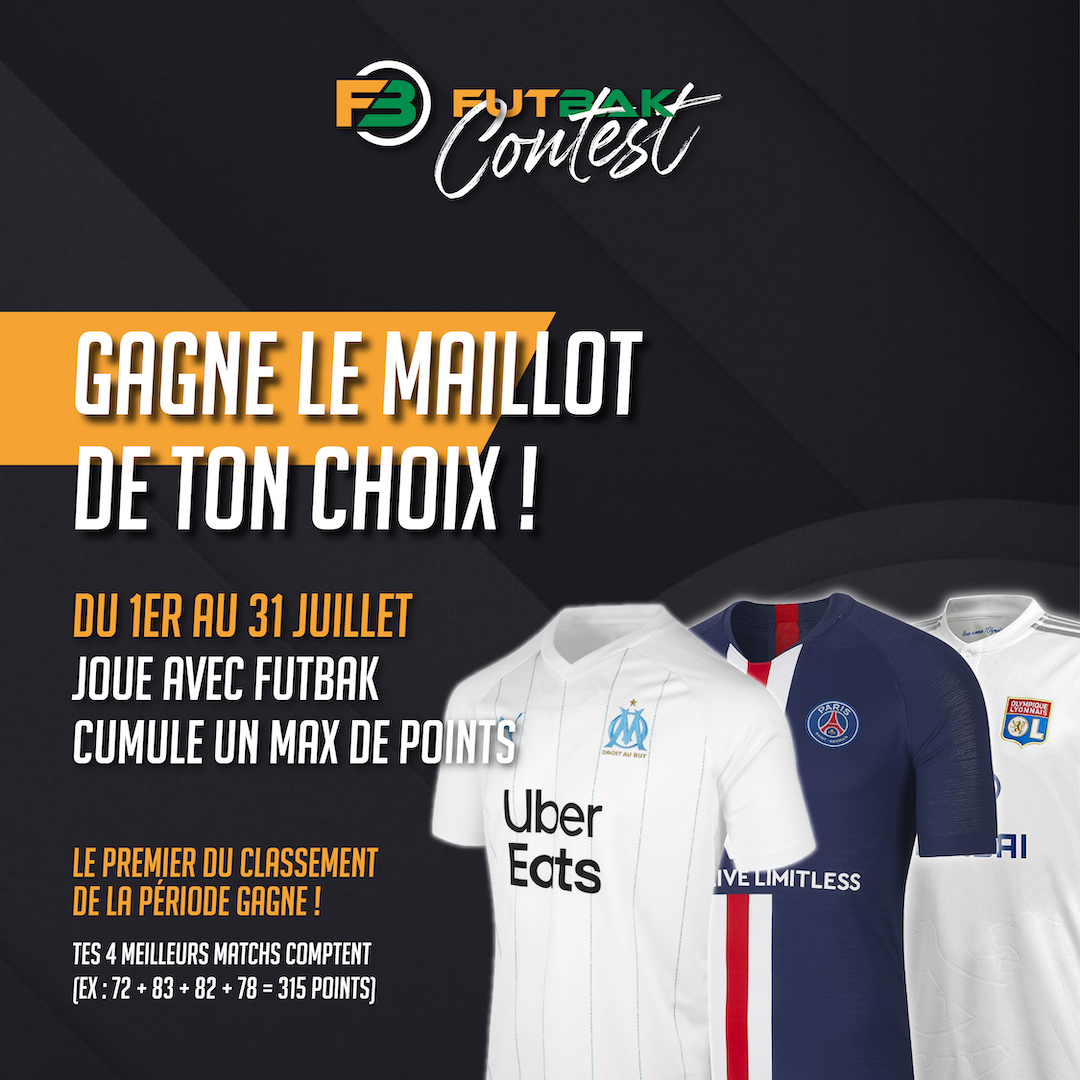 FB FUTBAK
Contest
GAGNE LE MAILLOT
DE TON CHOIX !
DU 1ER AU 31 JUILLET
JOUE AVEC FUTBAK
CUMULE UN MAX DE POINTS
LE PREMIER DU CLASSEMENT
DE LA PÉRIODE GAGNE !
TES 4 MEILLEURS MATCHS COMPTENT
(EX : 72 + 83 + 82 + 78 = 315 POINTS)
DROIT AU BUT
Uber
Eats
PARIS
SAINT-GERMAIN
IVE LIMITLESS
OLYMPIQUE
LYONNAIS
OL